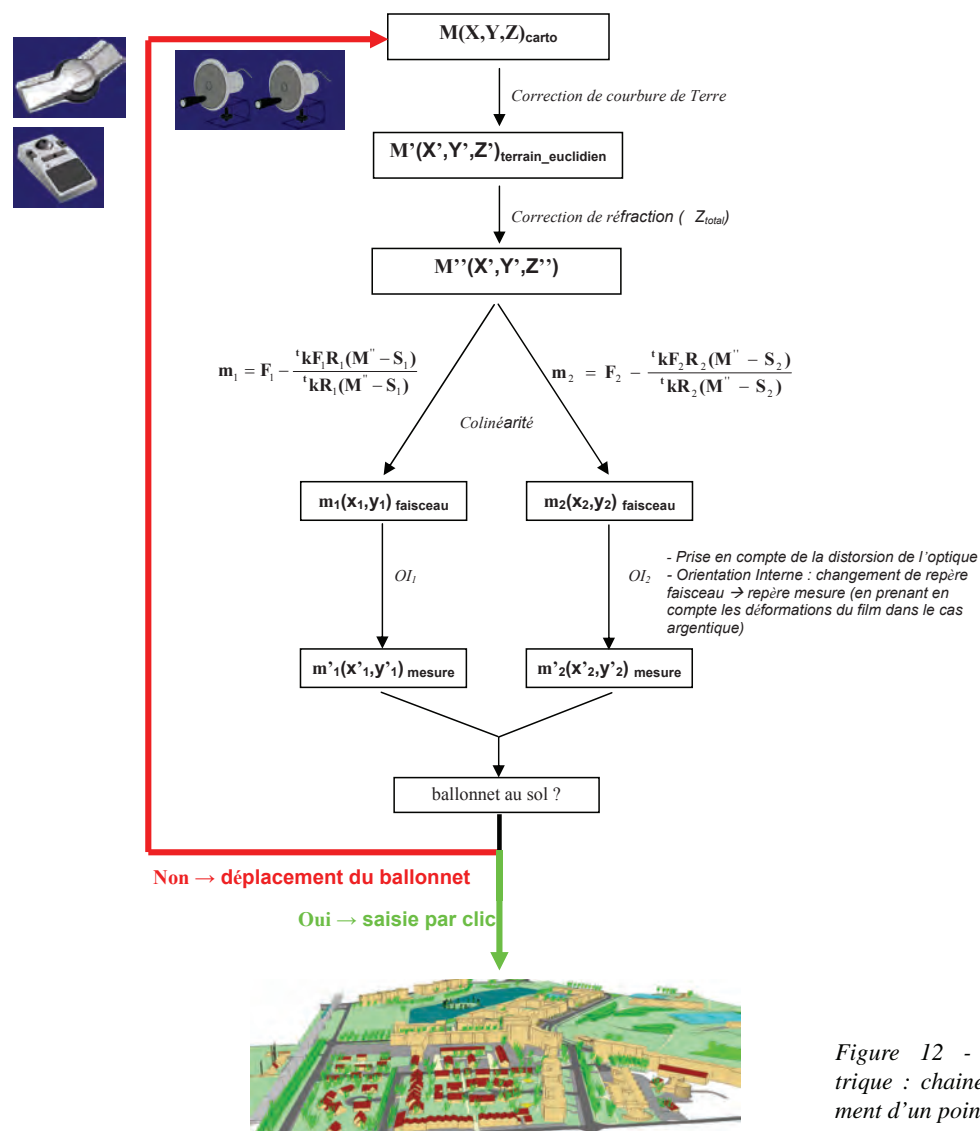 M(X,Y,Z)carto
Correction de courbure de Terre
M'(X',Y',Z')terrain_euclidien
Correction de réfraction ( Ztotal)
M''(X',Y',Z'')
m1 = F1 − tkF1R1(M'' − S1) / tkR1(M'' − S1)
m2 = F2 − tkF2R2(M'' − S2) / tkR2(M'' − S2)
Colinéarité
m1(x1,y1) faisceau
m2(x2,y2) faisceau
OI1
OI2
- Prise en compte de la distorsion de l'optique
- Orientation Interne : changement de repère
faisceau → repère mesure (en prenant en
compte les déformations du film dans le cas
argentique)
m'1(x'1,y'1) mesure
m'2(x'2,y'2) mesure
ballonnet au sol ?
Non → déplacement du ballonnet
Oui → saisie par clic
Figure 12 -
trique : chaine
ment d'un poin